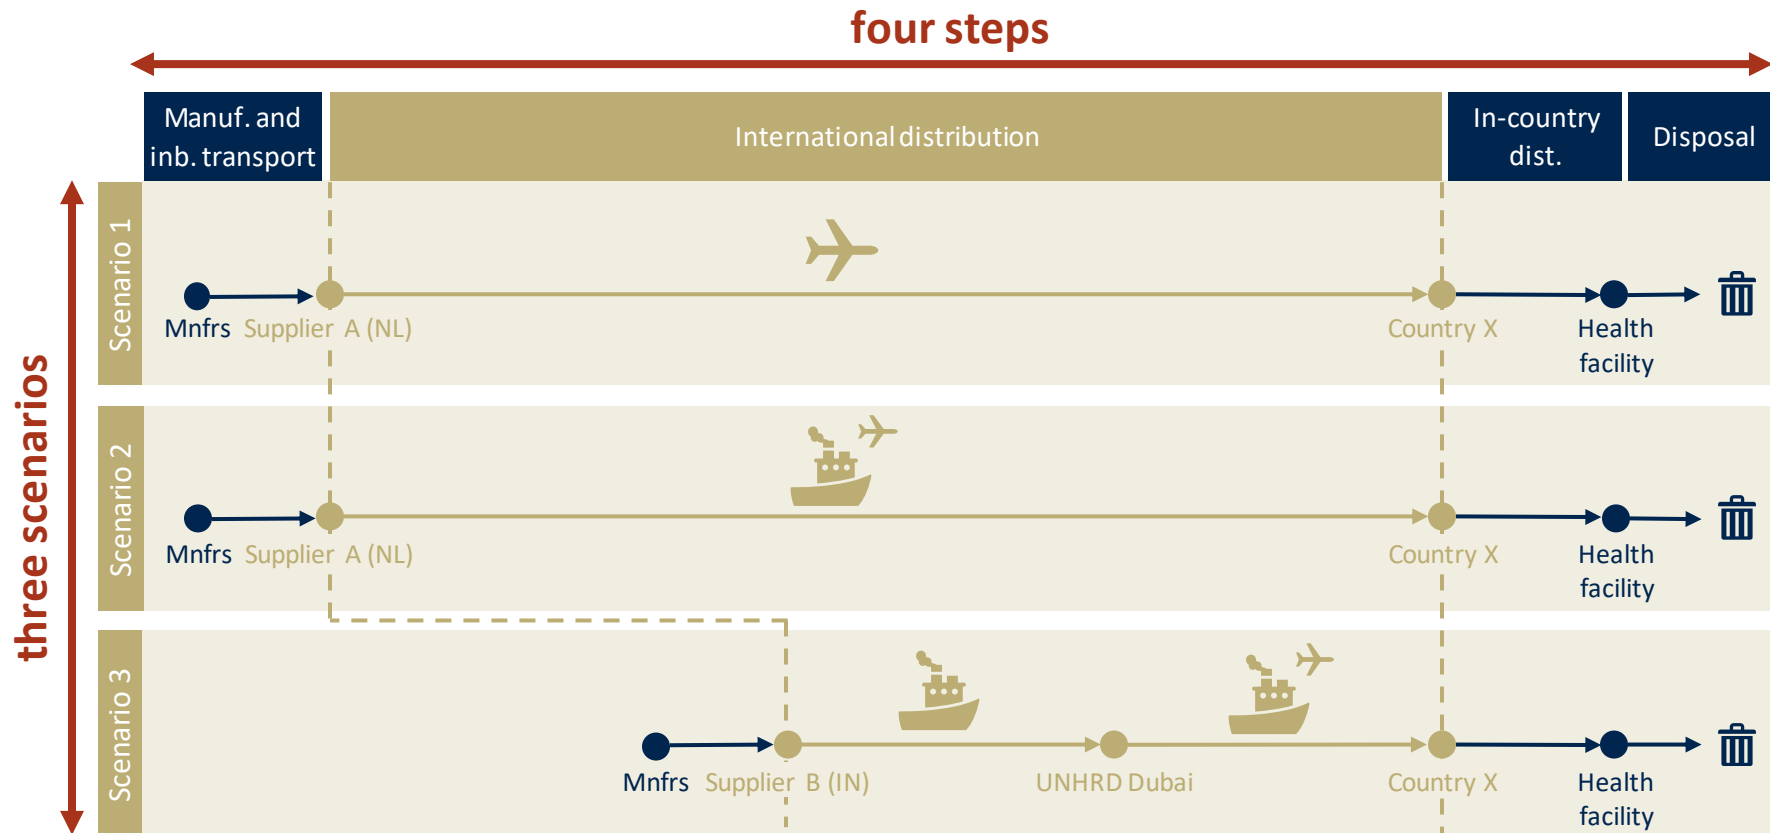 four steps
Manuf. and
inb. transport
International distribution
In-country
dist.
Disposal
three scenarios
Scenario 1
Mnfrs
Supplier A (NL)
Country X
Health
facility
Scenario 2
Mnfrs
Supplier A (NL)
Country X
Health
facility
Scenario 3
Mnfrs
Supplier B (IN)
UNHRD Dubai
Country X
Health
facility